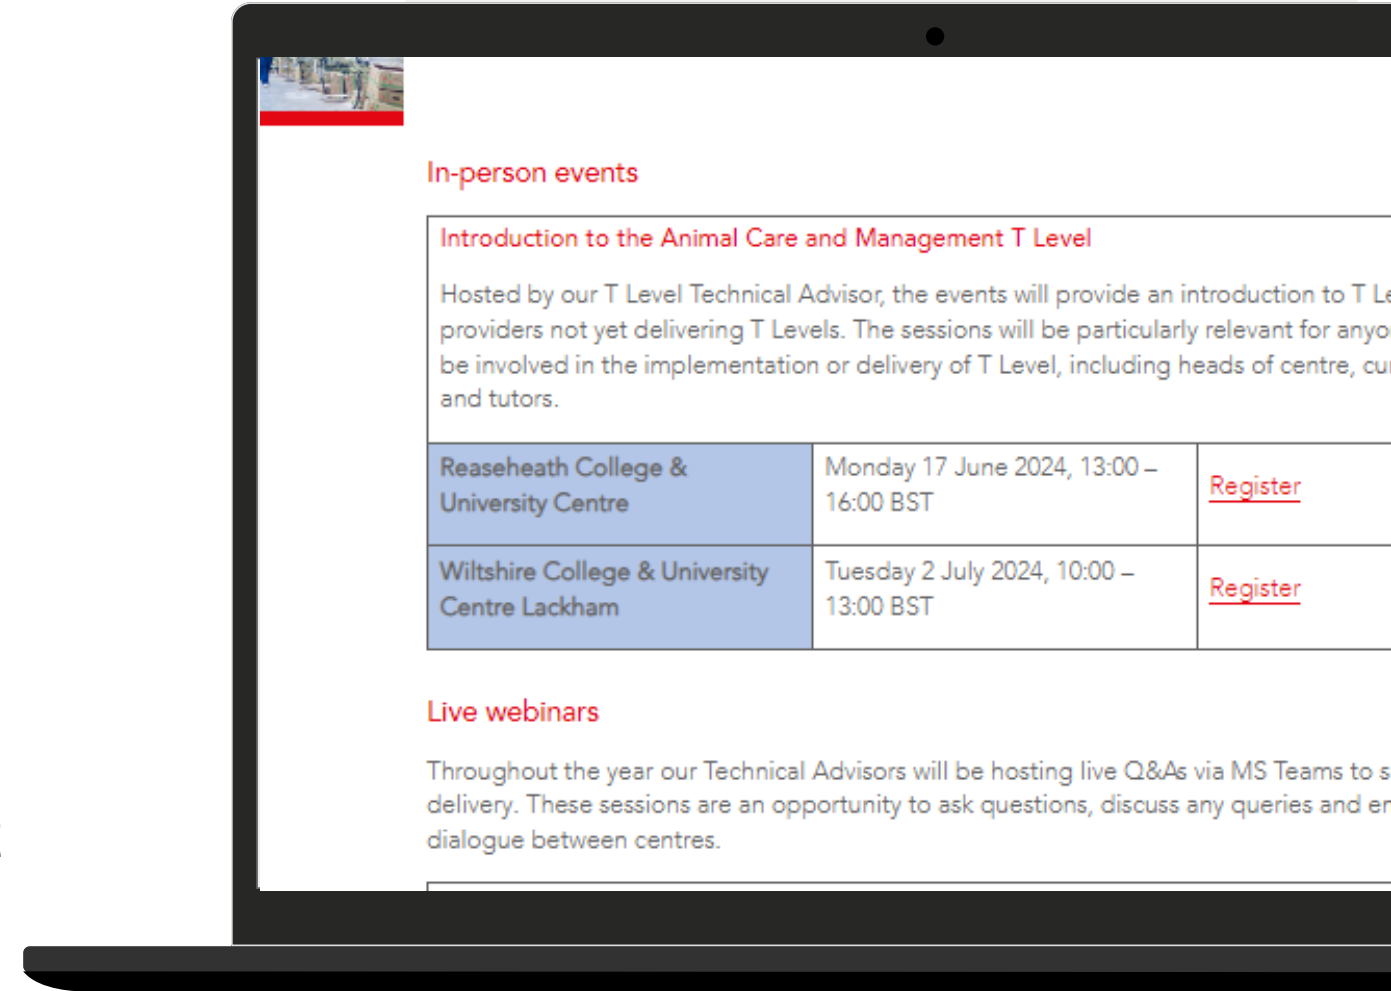 In-person events
Introduction to the Animal Care and Management T Level
Hosted by our T Level Technical Advisor, the events will provide an introduction to T
providers not yet delivering T Levels. The sessions will be particularly relevant for
be involved in the implementation or delivery of T Level, including heads of centre,
and tutors.
Reaseheath College &
University Centre
Monday 17 June 2024, 13:00 –
16:00 BST
Register
Wiltshire College & University
Centre Lackham
Tuesday 2 July 2024, 10:00 –
13:00 BST
Register
Live webinars
Throughout the year our Technical Advisors will be hosting live Q&As via MS Teams to
delivery. These sessions are an opportunity to ask questions, discuss any queries and
dialogue between centres.